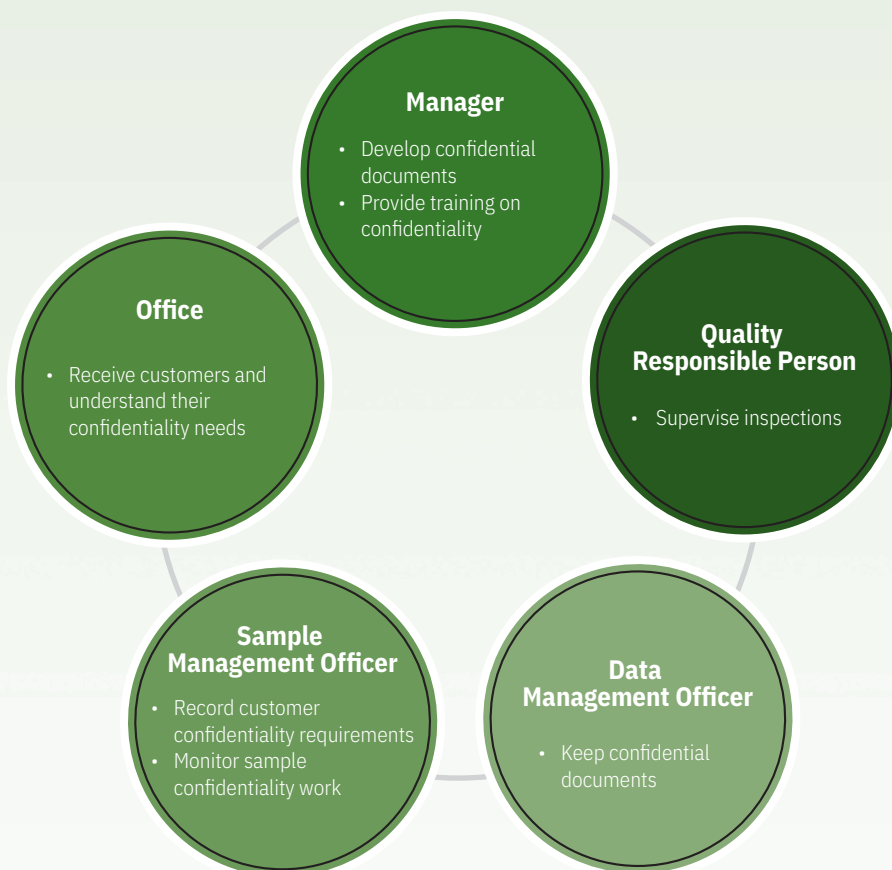 Manager
• Develop confidential
documents
• Provide training on
confidentiality
Quality
Responsible Person
• Supervise inspections
Data
Management Officer
• Keep confidential
documents
Sample
Management Officer
• Record customer
confidentiality requirements
• Monitor sample
confidentiality work
Office
• Receive customers and
understand their
confidentiality needs